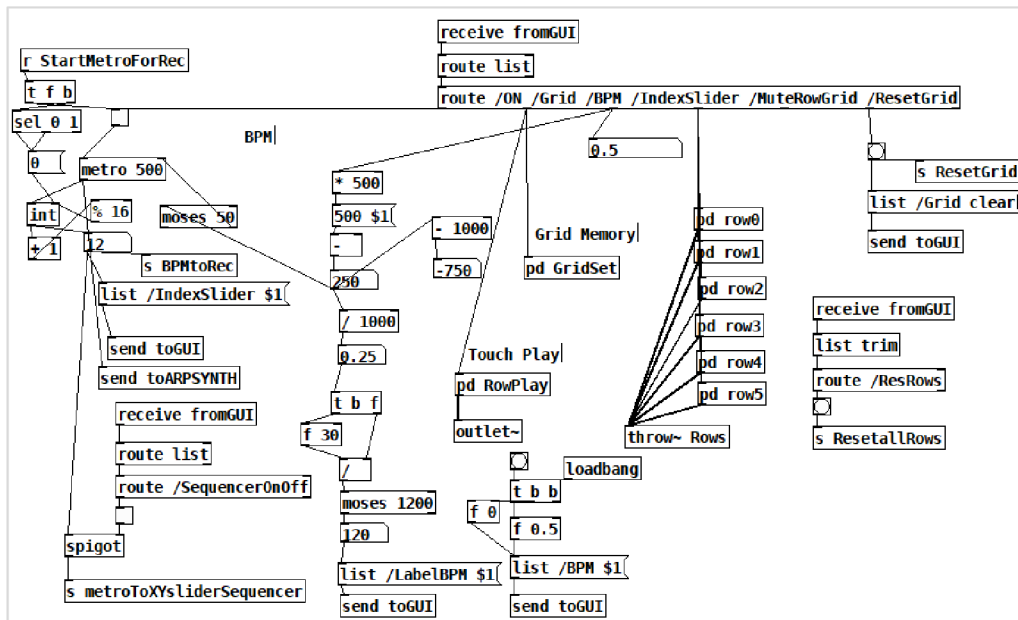 receive fromGUI
r StartMetroForRec
route list
t f b
route /ON /Grid /BPM /IndexSlider /MuteRowGrid /ResetGrid
sel 0 1
BPM
0
metro 500
0.5
* 500
s ResetGrid
int
% 16
moses 50
500 $1
- 1000
list /Grid clear
pd row0
+ 1
12
-
Grid Memory
send toGUI
s BPMtoRec
250
-750
pd GridSet
pd row1
list /IndexSlider $1
pd row2
/ 1000
receive fromGUI
send toGUI
0.25
Touch Play
pd row3
list trim
send toARPSYNTH
pd RowPlay
pd row4
route /ResRows
receive fromGUI
t b f
pd row5
route list
f 30
outlet~
throw~ Rows
s ResetallRows
route /SequencerOnOff
/
loadbang
moses 1200
t b b
f 0
spigot
120
f 0.5
list /LabelBPM $1
list /BPM $1
s metroToXYsliderSequencer
send toGUI
send toGUI